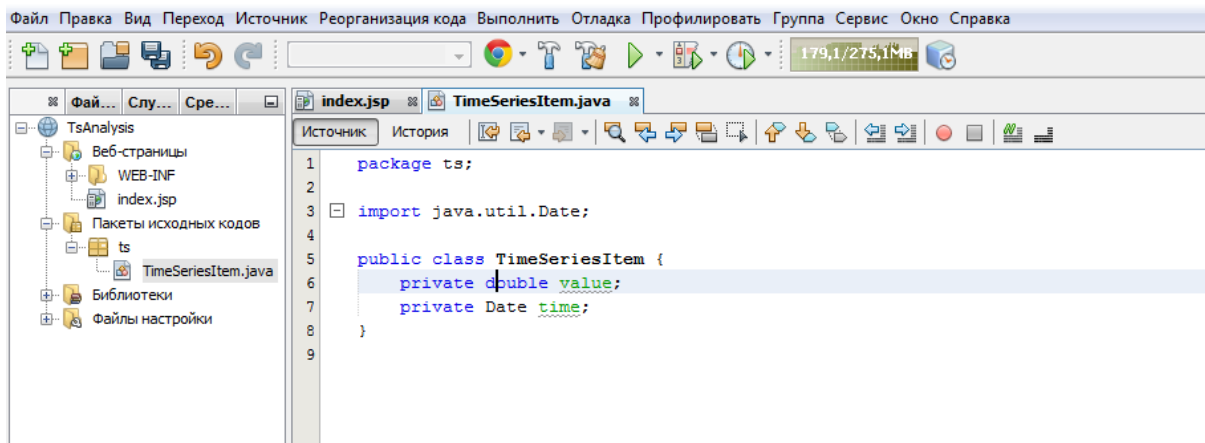 Файл Правка Вид Переход Источник Реорганизация кода Выполнить Отладка Профилировать Группа Сервис Окно Справка
179,1/275,1МБ
Фай... Слу... Сре...
index.jsp TimeSeriesItem.java
TsAnalysis
Источник История
Веб-страницы
WEB-INF
index.jsp
Пакеты исходных кодов
ts
TimeSeriesItem.java
Библиотеки
Файлы настройки
1 package ts;
2
3 import java.util.Date;
4
5 public class TimeSeriesItem {
6 private double value;
7 private Date time;
8 }
9